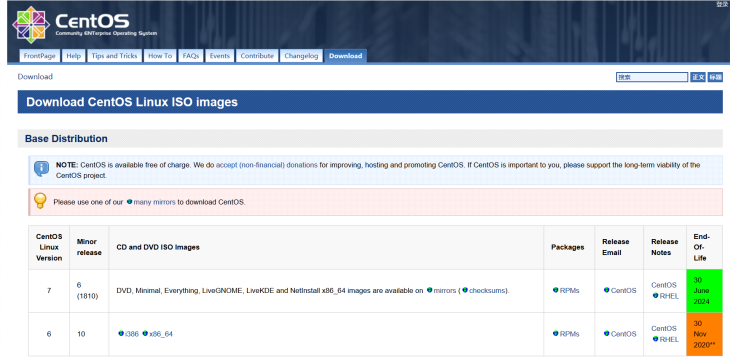 登录
CentOS
Community ENTerprise Operating System
FrontPage Help Tips and Tricks How To FAQs Events Contribute Changelog Download
Download 搜索 正文 标题
Download CentOS Linux ISO images
Base Distribution
NOTE: CentOS is available free of charge. We do accept (non-financial) donations for improving, hosting and promoting CentOS. If CentOS is important to you, please support the long-term viability of the
CentOS project.
Please use one of our many mirrors to download CentOS.
CentOS
Linux
Version
Minor
release
CD and DVD ISO Images
Packages
Release
Email
Release
Notes
End-
Of-
Life
7
6
(1810)
DVD, Minimal, Everything, LiveGNOME, LiveKDE and NetInstall x86_64 images are available on mirrors ( checksums).
RPMs
CentOS
CentOS
RHEL
30
June
2024
6
10
i386 x86_64
RPMs
CentOS
CentOS
RHEL
30
Nov
2020**